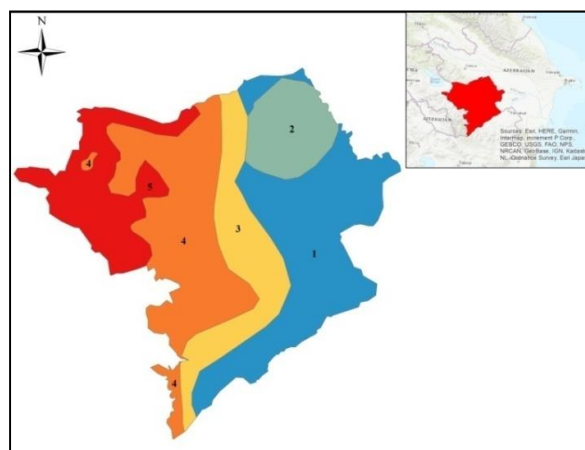 N
2
4
5
3
4
1
4
AZERBAIJAN
AZERBAIJAN
Sources: Esri, HERE, Garmin,
Intermap, increment P Corp.,
GEBCO, USGS, FAO, NPS,
NRCAN, GeoBase, IGN, Kadaster
NL, Ordnance Survey, Esri Japan